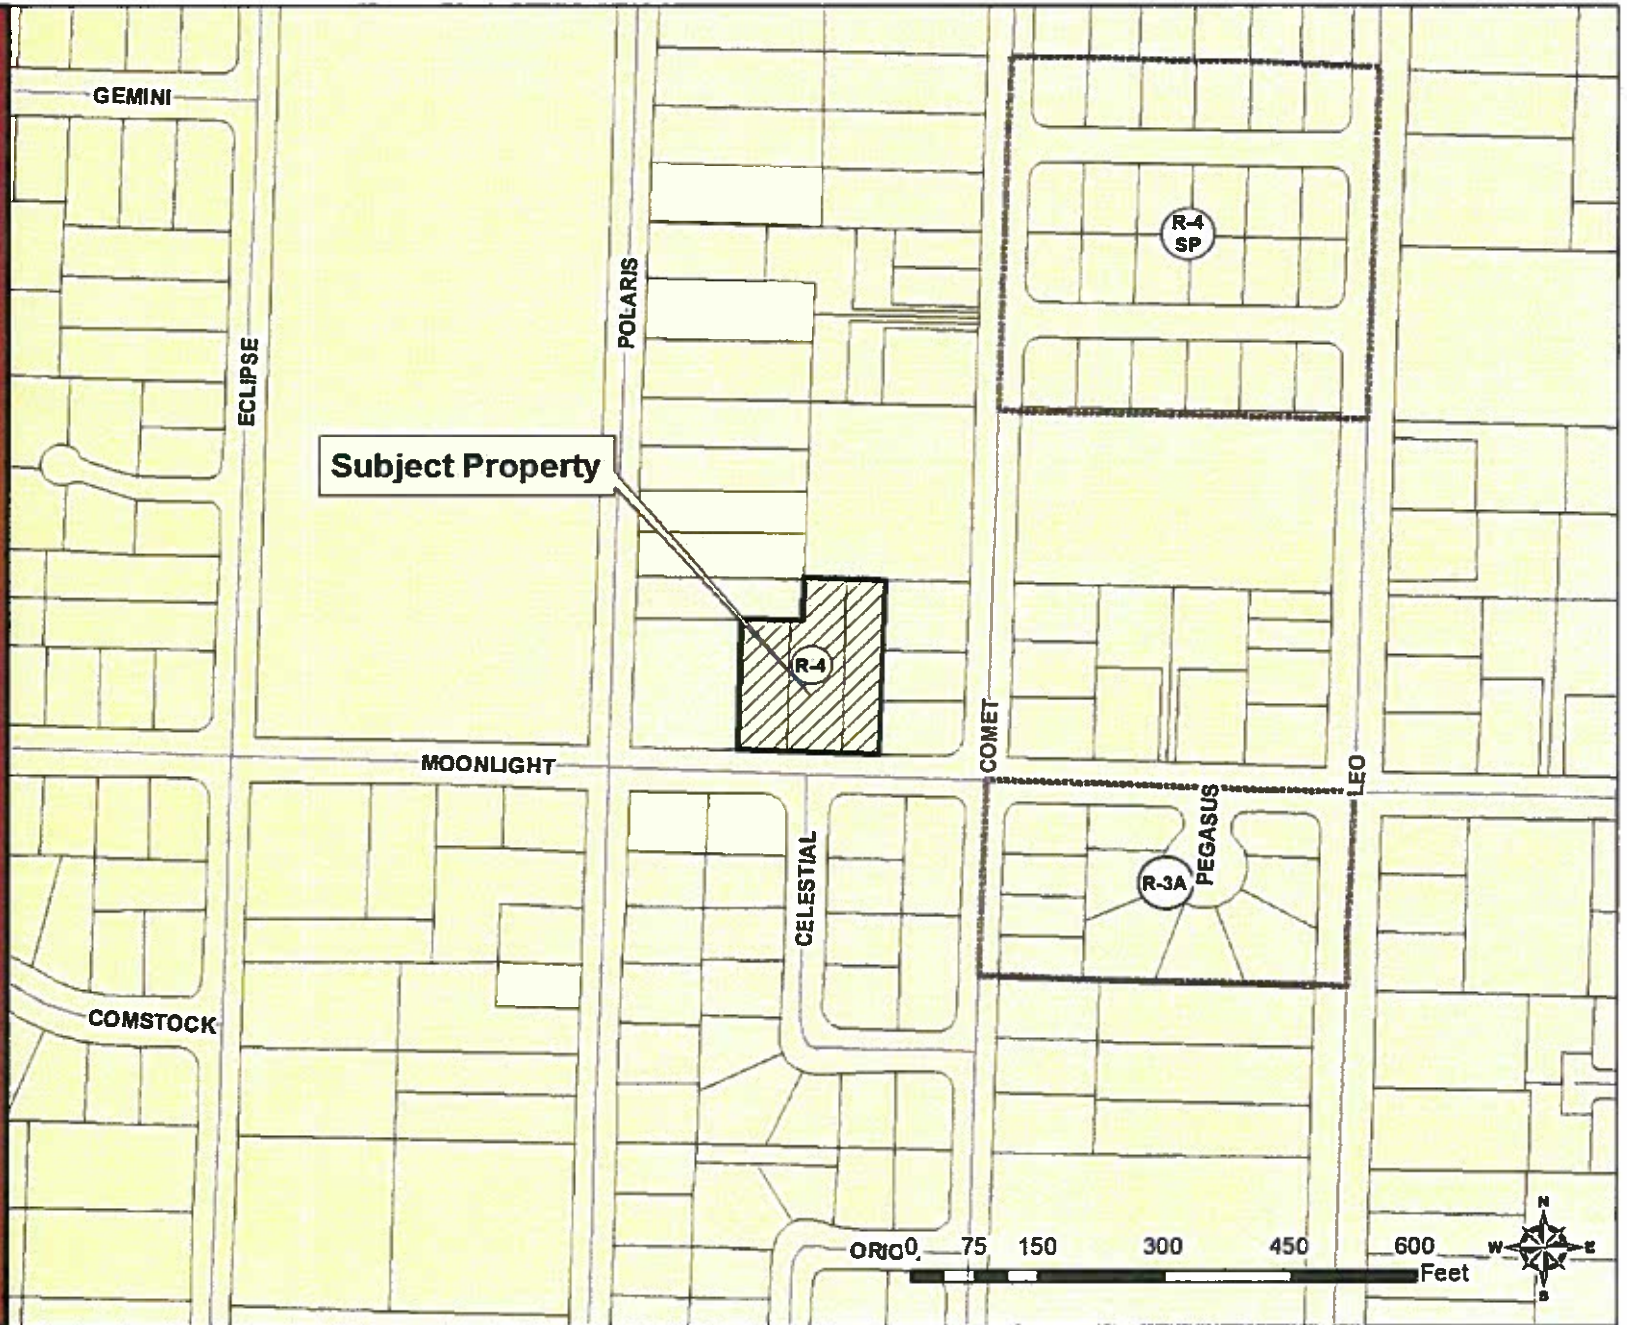 GEMINI
R-4
SP
POLARIS
ECLIPSE
Subject Property
R-4
COMET
MOONLIGHT
LEO
PEGASUS
CELESTIAL
R-3A
COMSTOCK
N
W E
S
0 75 150 300 450 600
Feet